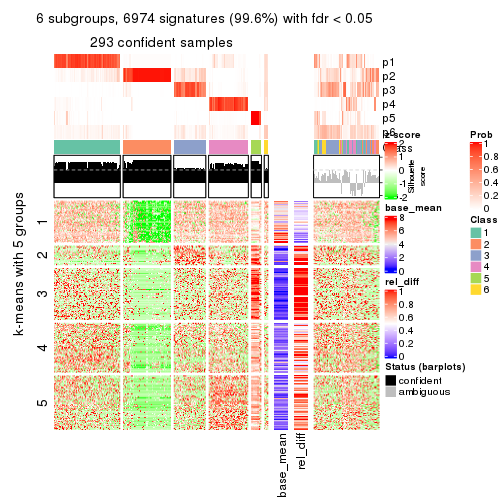 6 subgroups, 6974 signatures (99.6%) with fdr < 0.05
293 confident samples
p1
p2
p3
p4
p5
p6
Class
Silhouette
score
k-means with 5 groups
1
2
3
4
5
base_mean
rel_diff
z-score
2
1
0
-1
-2
base_mean
8
6
4
2
0
rel_diff
1
0.8
0.6
0.4
0.2
0
Status (barplots)
confident
ambiguous
Prob
1
0.8
0.6
0.4
0.2
0
Class
1
2
3
4
5
6